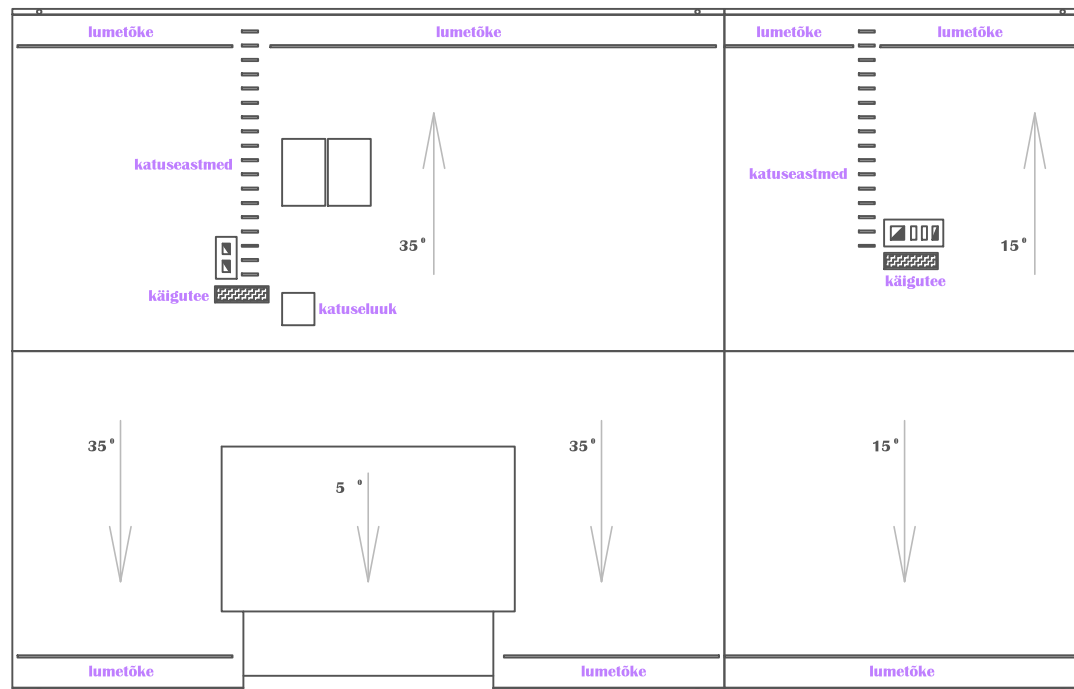 lumetõke lumetõke lumetõke lumetõke
katuseastmed
katuseastmed
35°
15°
käigutee
katuseluuk
käigutee
35°
35°
15°
5 °
lumetõke lumetõke lumetõke